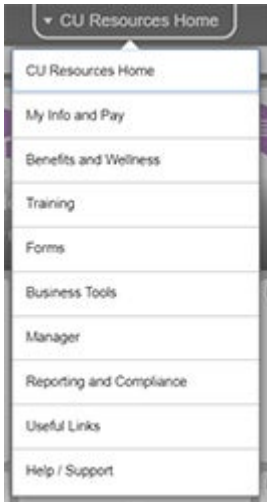 CU Resources Home
CU Resources Home
My Info and Pay
Benefits and Wellness
Training
Forms
Business Tools
Manager
Reporting and Compliance
Useful Links
Help / Support